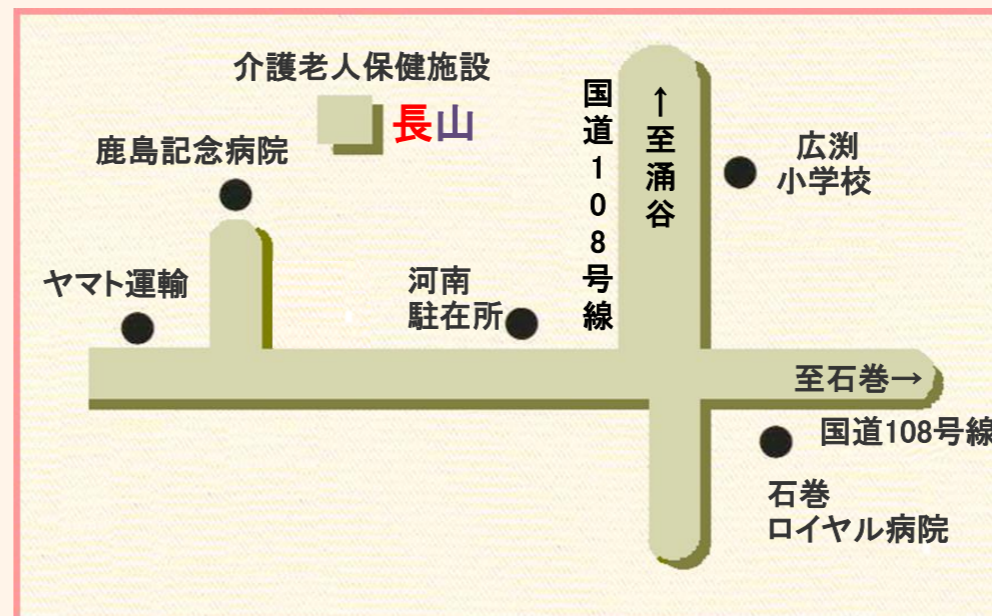 介護老人保健施設
長山
鹿島記念病院
ヤマト運輸
河南
駐在所
国道108号線
↑至涌谷
広渕
小学校
至石巻→
国道108号線
石巻
ロイヤル病院